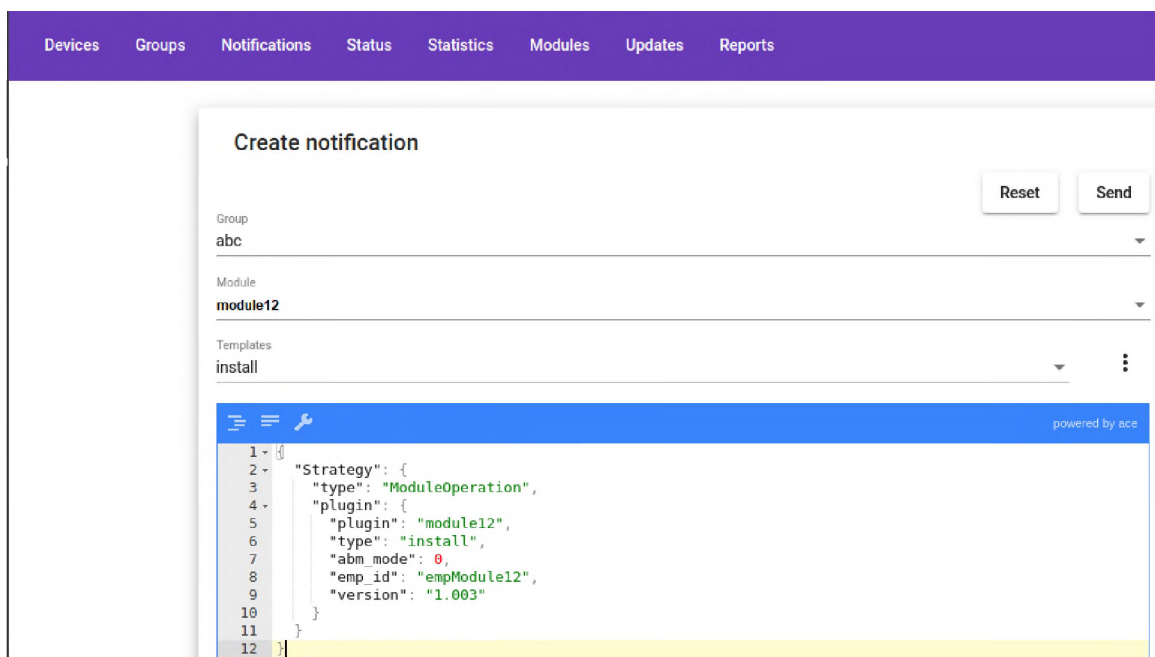 Devices Groups Notifications Status Statistics Modules Updates Reports
Create notification
Reset Send
Group
abc
Module
module12
Templates
install
powered by ace
1 {
2 "Strategy": {
3 "type": "ModuleOperation",
4 "plugin": {
5 "plugin": "module12",
6 "type": "install",
7 "abm_mode": 0,
8 "emp_id": "empModule12",
9 "version": "1.003"
10 }
11 }
12 }